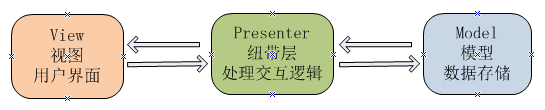 View
视图
用户界面
Presenter
纽带层
处理交互逻辑
Model
模型
数据存储